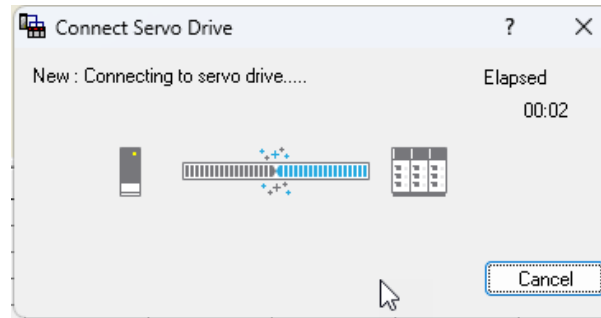 Connect Servo Drive
?
New : Connecting to servo drive.....
Elapsed
00:02
Cancel